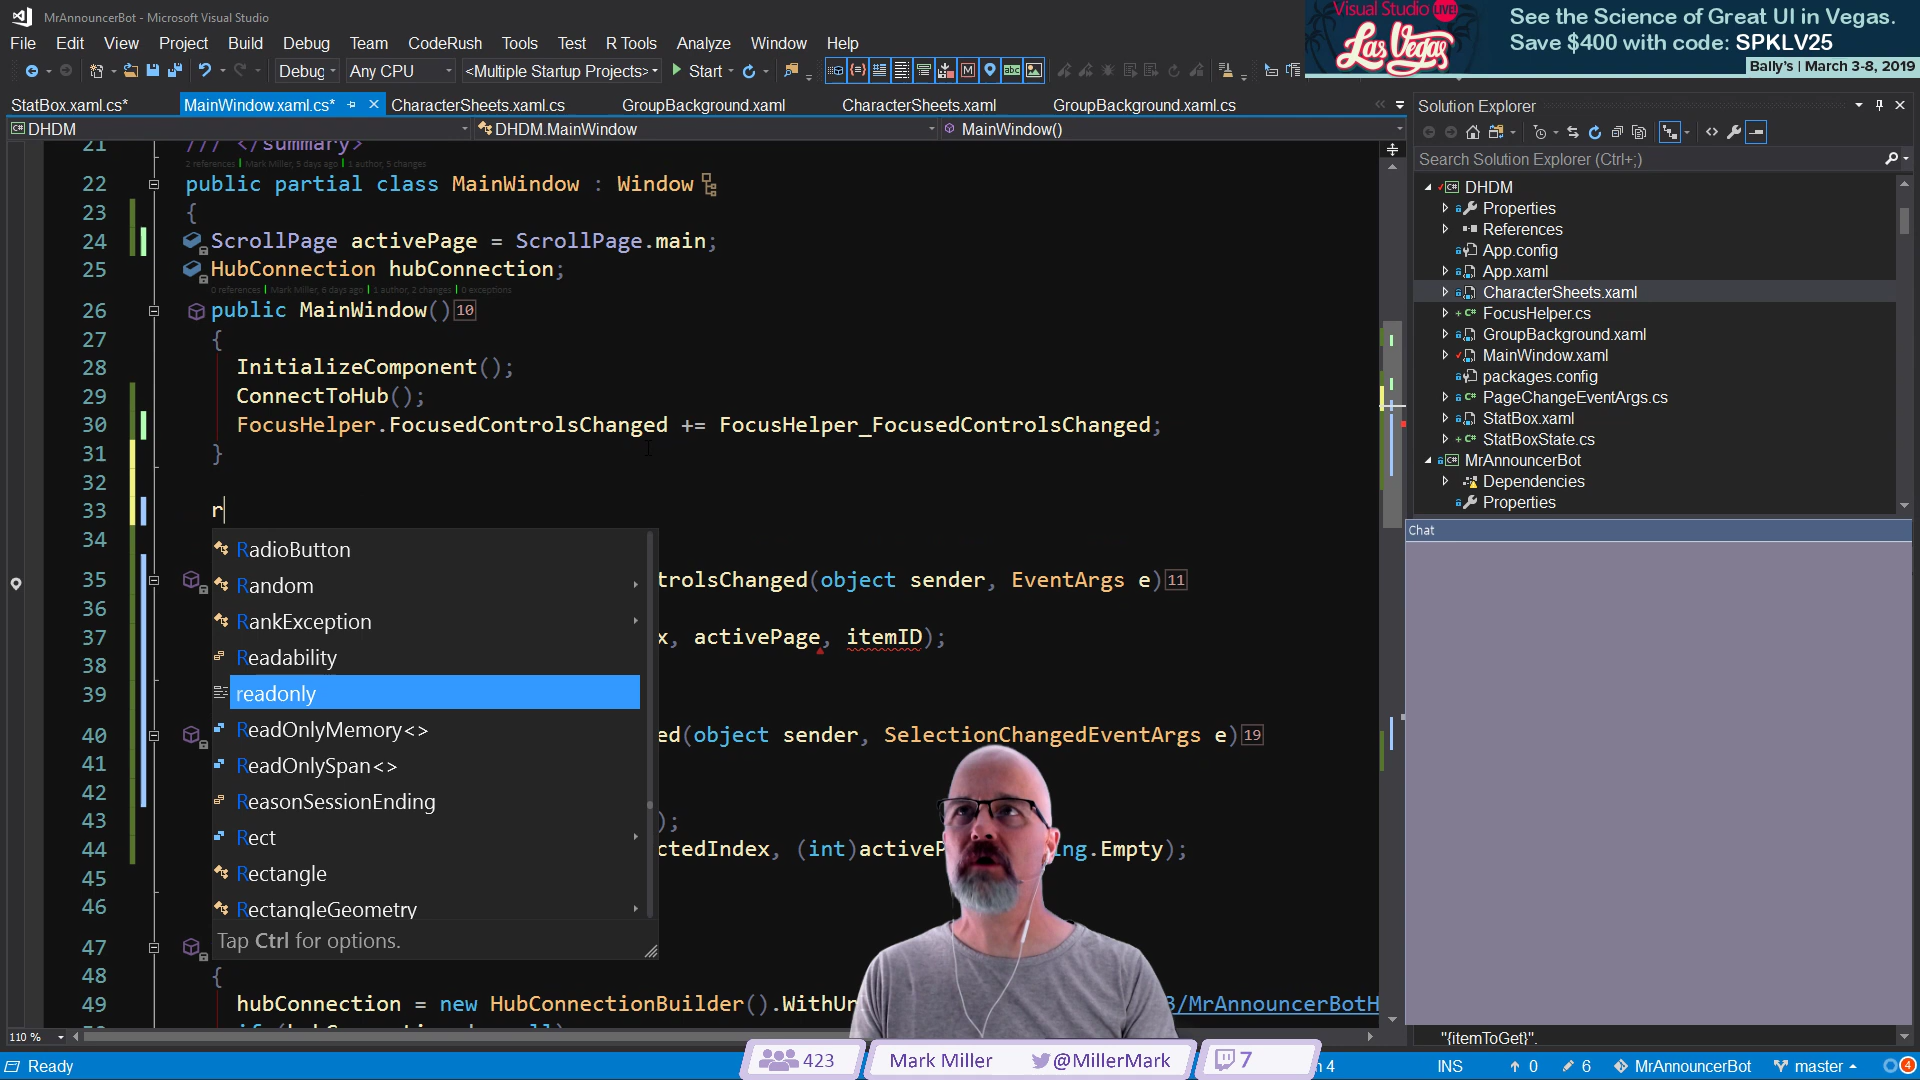 MrAnnouncerBot - Microsoft Visual Studio
File Edit View Project Build Debug Team CodeRush Tools Test R Tools Analyze Window Help
Debug Any CPU <Multiple Startup Projects> Start
Visual Studio LIVE!
Las Vegas
See the Science of Great UI in Vegas.
Save $400 with code: SPKLV25
Bally's | March 3-8, 2019
StatBox.xaml.cs* MainWindow.xaml.cs* CharacterSheets.xaml.cs GroupBackground.xaml CharacterSheets.xaml GroupBackground.xaml.cs
DHDM DHDM.MainWindow MainWindow()
21 /// </summary>
2 references | Mark Miller, 5 days ago | 1 author, 5 changes
22 public partial class MainWindow : Window
23 {
24 ScrollPage activePage = ScrollPage.main;
25 HubConnection hubConnection;
0 references | Mark Miller, 6 days ago | 1 author, 2 changes | 0 exceptions
26 public MainWindow() 10
27 {
28 InitializeComponent();
29 ConnectToHub();
30 FocusHelper.FocusedControlsChanged += FocusHelper_FocusedControlsChanged;
31 }
32
33 r
34
RadioButton
35 trolsChanged(object sender, EventArgs e) 11
Random
36
RankException
37 x, activePage, itemID);
Readability
38
39
readonly
40 ed(object sender, SelectionChangedEventArgs e) 19
ReadOnlyMemory<>
41
ReadOnlySpan<>
42
ReasonSessionEnding
43 );
Rect
44 ctedIndex, (int)activeP ng.Empty);
Rectangle
45
46
RectangleGeometry
47
Tap Ctrl for options.
48 {
49 hubConnection = new HubConnectionBuilder().WithUr 3/MrAnnouncerBotH
110 %
Solution Explorer
Search Solution Explorer (Ctrl+;)
DHDM
Properties
References
App.config
App.xaml
CharacterSheets.xaml
FocusHelper.cs
GroupBackground.xaml
MainWindow.xaml
packages.config
PageChangeEventArgs.cs
StatBox.xaml
StatBoxState.cs
MrAnnouncerBot
Dependencies
Properties
Chat
"{itemToGet}".
Ready
423 Mark Miller @MillerMark 7
n 4 INS 0 6 MrAnnouncerBot master 4